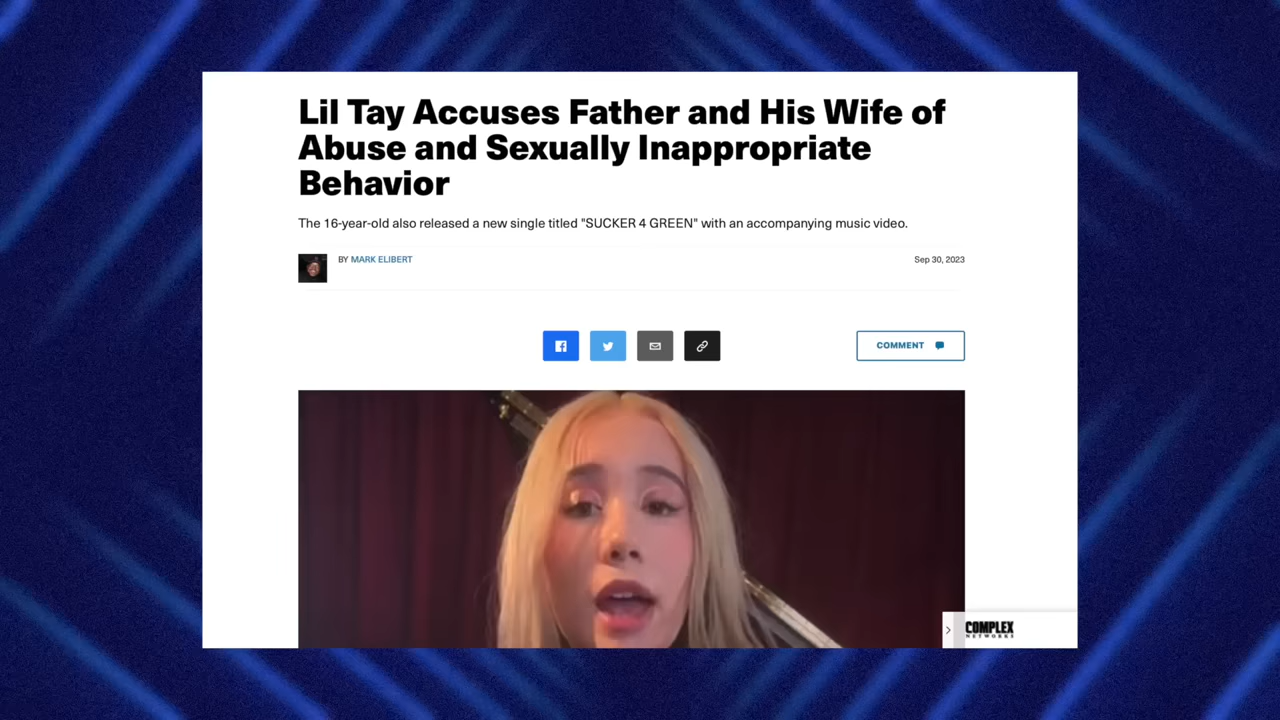 Lil Tay Accuses Father and His Wife of
Abuse and Sexually Inappropriate
Behavior
The 16-year-old also released a new single titled "SUCKER 4 GREEN" with an accompanying music video.
BY MARK ELIBERT
Sep 30, 2023
COMMENT
COMPLEX
NETWORKS